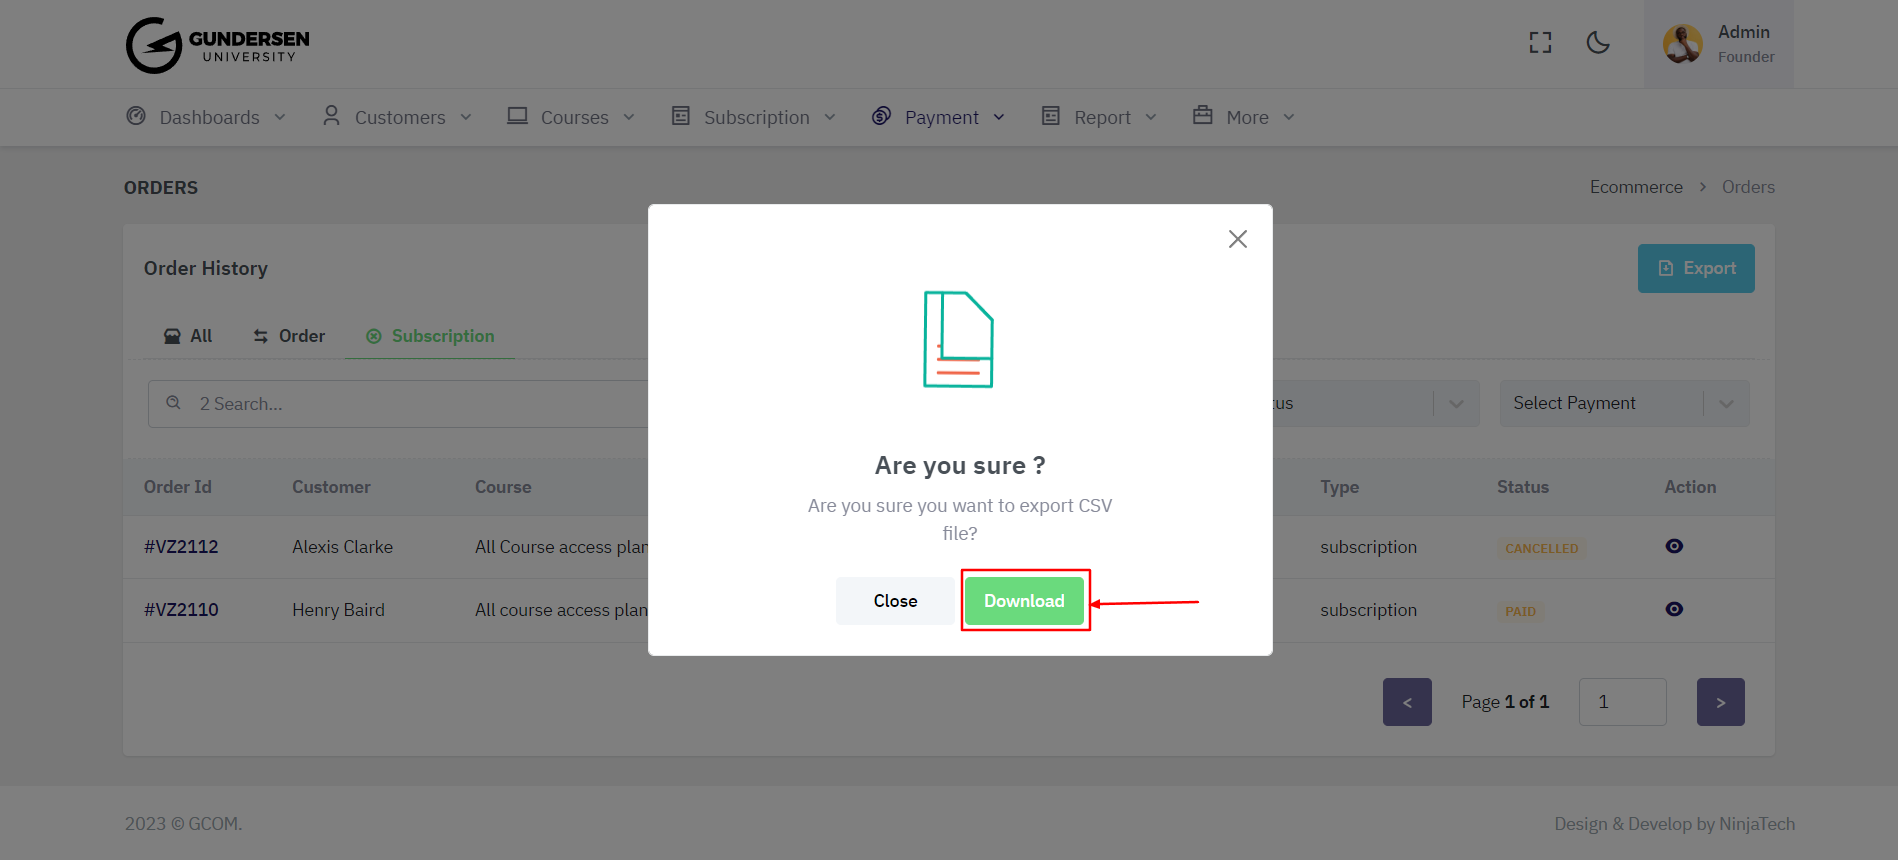 GUNDERSEN
UNIVERSITY
Admin
Founder
Dashboards
Customers
Courses
Subscription
Payment
Report
More
ORDERS
Ecommerce > Orders
Order History
Export
All
Order
Subscription
2 Search...
tus
Select Payment
Order Id
Customer
Course
Type
Status
Action
#VZ2112
Alexis Clarke
All Course access plan
subscription
CANCELLED
#VZ2110
Henry Baird
All course access plan
subscription
PAID
Are you sure ?
Are you sure you want to export CSV
file?
Close
Download
<
Page 1 of 1
1
>
2023 © GCOM.
Design & Develop by NinjaTech